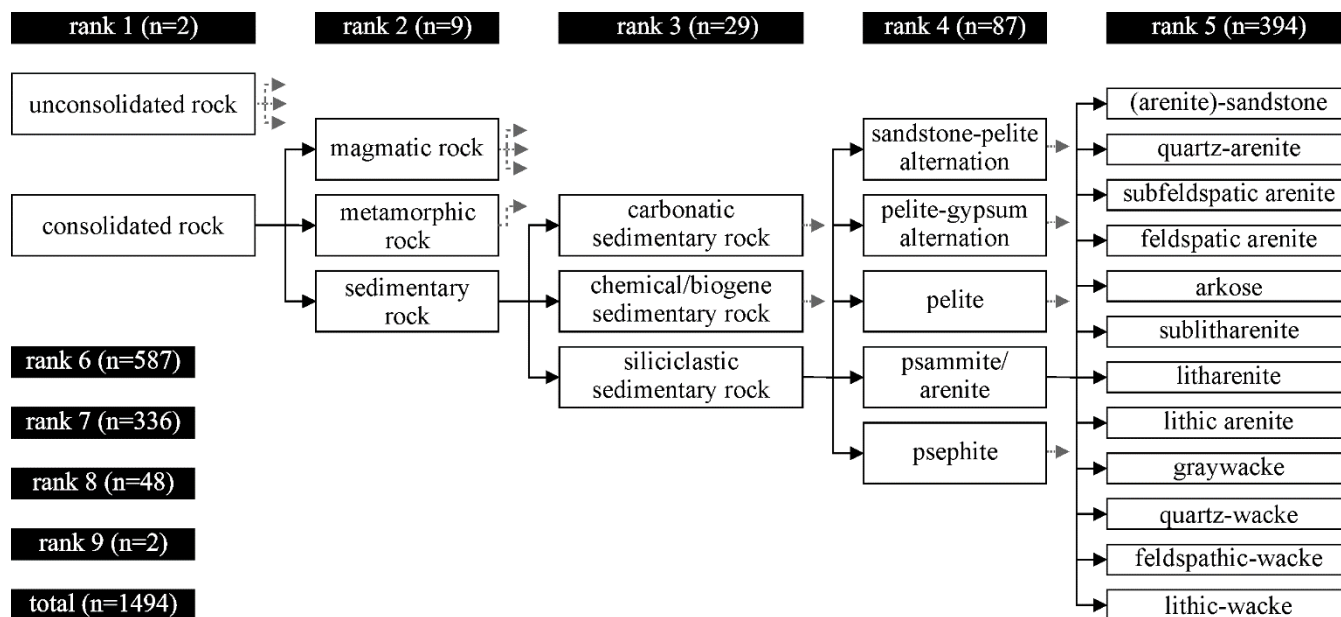 rank 1 (n=2)
rank 2 (n=9)
rank 3 (n=29)
rank 4 (n=87)
rank 5 (n=394)
unconsolidated rock
consolidated rock
magmatic rock
metamorphic
rock
sedimentary
rock
carbonatic
sedimentary rock
chemical/biogene
sedimentary rock
siliciclastic
sedimentary rock
sandstone-pelite
alternation
pelite-gypsum
alternation
pelite
psammite/
arenite
psephite
(arenite)-sandstone
quartz-arenite
subfeldspatic arenite
feldspatic arenite
arkose
sublitharenite
litharenite
lithic arenite
graywacke
quartz-wacke
feldspathic-wacke
lithic-wacke
rank 6 (n=587)
rank 7 (n=336)
rank 8 (n=48)
rank 9 (n=2)
total (n=1494)